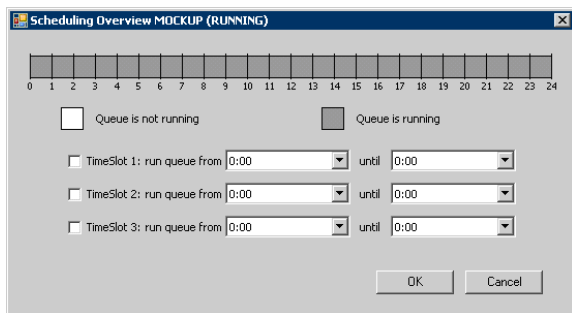 Scheduling Overview MOCKUP (RUNNING)
0 1 2 3 4 5 6 7 8 9 10 11 12 13 14 15 16 17 18 19 20 21 22 23 24
Queue is not running Queue is running
TimeSlot 1: run queue from 0:00 until 0:00
TimeSlot 2: run queue from 0:00 until 0:00
TimeSlot 3: run queue from 0:00 until 0:00
OK Cancel